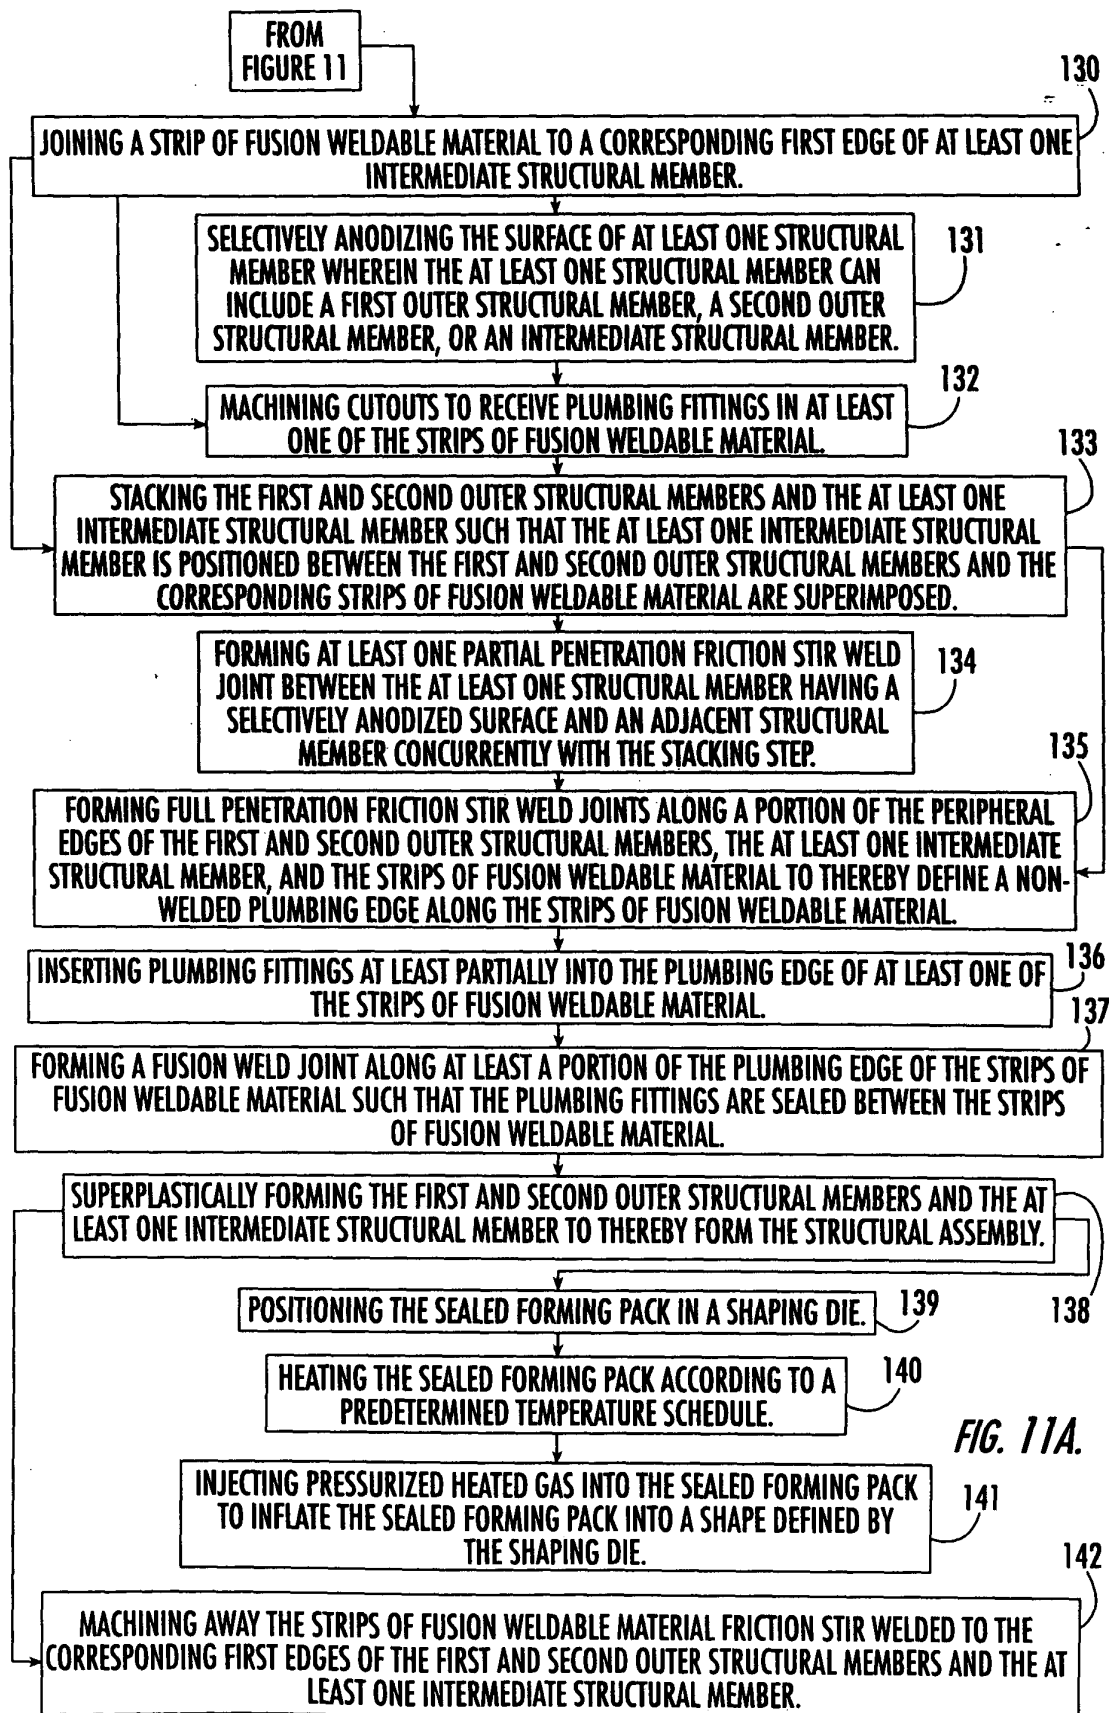 FROM
FIGURE 11
130
JOINING A STRIP OF FUSION WELDABLE MATERIAL TO A CORRESPONDING FIRST EDGE OF AT LEAST ONE
INTERMEDIATE STRUCTURAL MEMBER.
SELECTIVELY ANODIZING THE SURFACE OF AT LEAST ONE STRUCTURAL
MEMBER WHEREIN THE AT LEAST ONE STRUCTURAL MEMBER CAN
INCLUDE A FIRST OUTER STRUCTURAL MEMBER, A SECOND OUTER
STRUCTURAL MEMBER, OR AN INTERMEDIATE STRUCTURAL MEMBER.
131
MACHINING CUTOUTS TO RECEIVE PLUMBING FITTINGS IN AT LEAST
ONE OF THE STRIPS OF FUSION WELDABLE MATERIAL.
132
133
STACKING THE FIRST AND SECOND OUTER STRUCTURAL MEMBERS AND THE AT LEAST ONE
INTERMEDIATE STRUCTURAL MEMBER SUCH THAT THE AT LEAST ONE INTERMEDIATE STRUCTURAL
MEMBER IS POSITIONED BETWEEN THE FIRST AND SECOND OUTER STRUCTURAL MEMBERS AND THE
CORRESPONDING STRIPS OF FUSION WELDABLE MATERIAL ARE SUPERIMPOSED.
FORMING AT LEAST ONE PARTIAL PENETRATION FRICTION STIR WELD
JOINT BETWEEN THE AT LEAST ONE STRUCTURAL MEMBER HAVING A
SELECTIVELY ANODIZED SURFACE AND AN ADJACENT STRUCTURAL
MEMBER CONCURRENTLY WITH THE STACKING STEP.
134
135
FORMING FULL PENETRATION FRICTION STIR WELD JOINTS ALONG A PORTION OF THE PERIPHERAL
EDGES OF THE FIRST AND SECOND OUTER STRUCTURAL MEMBERS, THE AT LEAST ONE INTERMEDIATE
STRUCTURAL MEMBER, AND THE STRIPS OF FUSION WELDABLE MATERIAL TO THEREBY DEFINE A NON-
WELDED PLUMBING EDGE ALONG THE STRIPS OF FUSION WELDABLE MATERIAL.
INSERTING PLUMBING FITTINGS AT LEAST PARTIALLY INTO THE PLUMBING EDGE OF AT LEAST ONE OF
THE STRIPS OF FUSION WELDABLE MATERIAL.
136
137
FORMING A FUSION WELD JOINT ALONG AT LEAST A PORTION OF THE PLUMBING EDGE OF THE STRIPS OF
FUSION WELDABLE MATERIAL SUCH THAT THE PLUMBING FITTINGS ARE SEALED BETWEEN THE STRIPS
OF FUSION WELDABLE MATERIAL.
SUPERPLASTICALLY FORMING THE FIRST AND SECOND OUTER STRUCTURAL MEMBERS AND THE AT
LEAST ONE INTERMEDIATE STRUCTURAL MEMBER TO THEREBY FORM THE STRUCTURAL ASSEMBLY.
138
POSITIONING THE SEALED FORMING PACK IN A SHAPING DIE.
139
HEATING THE SEALED FORMING PACK ACCORDING TO A
PREDETERMINED TEMPERATURE SCHEDULE.
140
FIG. 11A.
INJECTING PRESSURIZED HEATED GAS INTO THE SEALED FORMING PACK
TO INFLATE THE SEALED FORMING PACK INTO A SHAPE DEFINED BY
THE SHAPING DIE.
141
142
MACHINING AWAY THE STRIPS OF FUSION WELDABLE MATERIAL FRICTION STIR WELDED TO THE
CORRESPONDING FIRST EDGES OF THE FIRST AND SECOND OUTER STRUCTURAL MEMBERS AND THE AT
LEAST ONE INTERMEDIATE STRUCTURAL MEMBER.